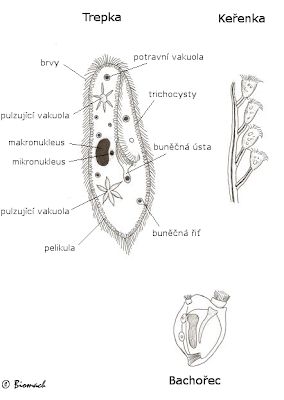 Trepka
Keřenka
potravní vakuola
brvy
trichocysty
pulzující vakuola
makronukleus
buněčná ústa
mikronukleus
pulzující vakuola
buněčná řiť
pelikula
Bachořec
© Biomach